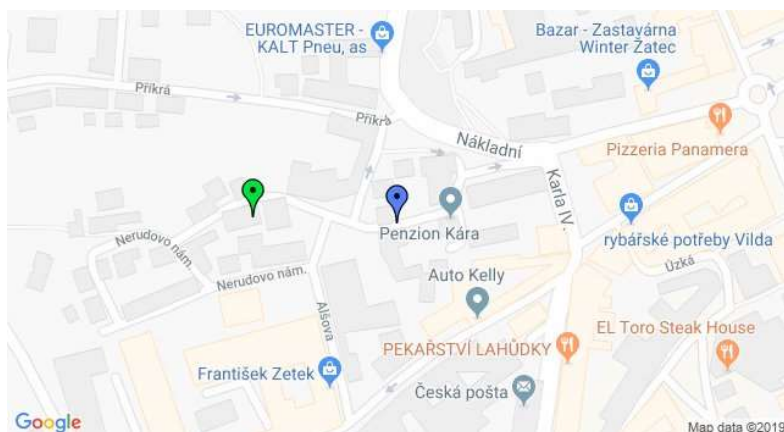 EUROMASTER -
KALT Pneu, as
Bazar - Zastavárna
Winter Žatec
Příkrá
Příkrá
Nákladní
Pizzeria Panamera
Karla IV.
Penzion Kára
rybářské potřeby Vilda
Nerudovo nám.
Nerudovo nám.
Úzká
Auto Kelly
Alšova
EL Toro Steak House
PEKAŘSTVÍ LAHŮDKY
František Zetek
Česká pošta
Google
Map data ©201